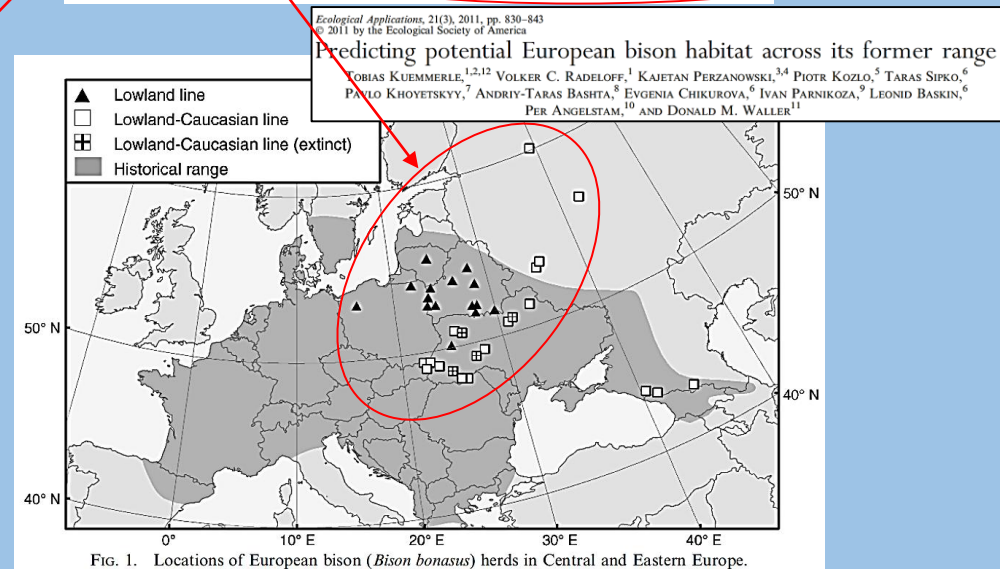 Ecological Applications, 21(3), 2011, pp. 830–843
© 2011 by the Ecological Society of America
Predicting potential European bison habitat across its former range
Tobias Kuemmerle,1,2,12 Volker C. Radeloff,1 Kajetan Perzanowski,3,4 Piotr Kozlo,5 Taras Sipko,6
Pavlo Khoyetskyy,7 Andriy-Taras Bashta,8 Evgenia Chikurova,6 Ivan Parnikoza,9 Leonid Baskin,6
Per Angelstam,10 and Donald M. Waller11
Lowland line
Lowland-Caucasian line
Lowland-Caucasian line (extinct)
Historical range
50° N
50° N
40° N
40° N
0° 10° E 20° E 30° E 40° E
Fig. 1. Locations of European bison (Bison bonasus) herds in Central and Eastern Europe.